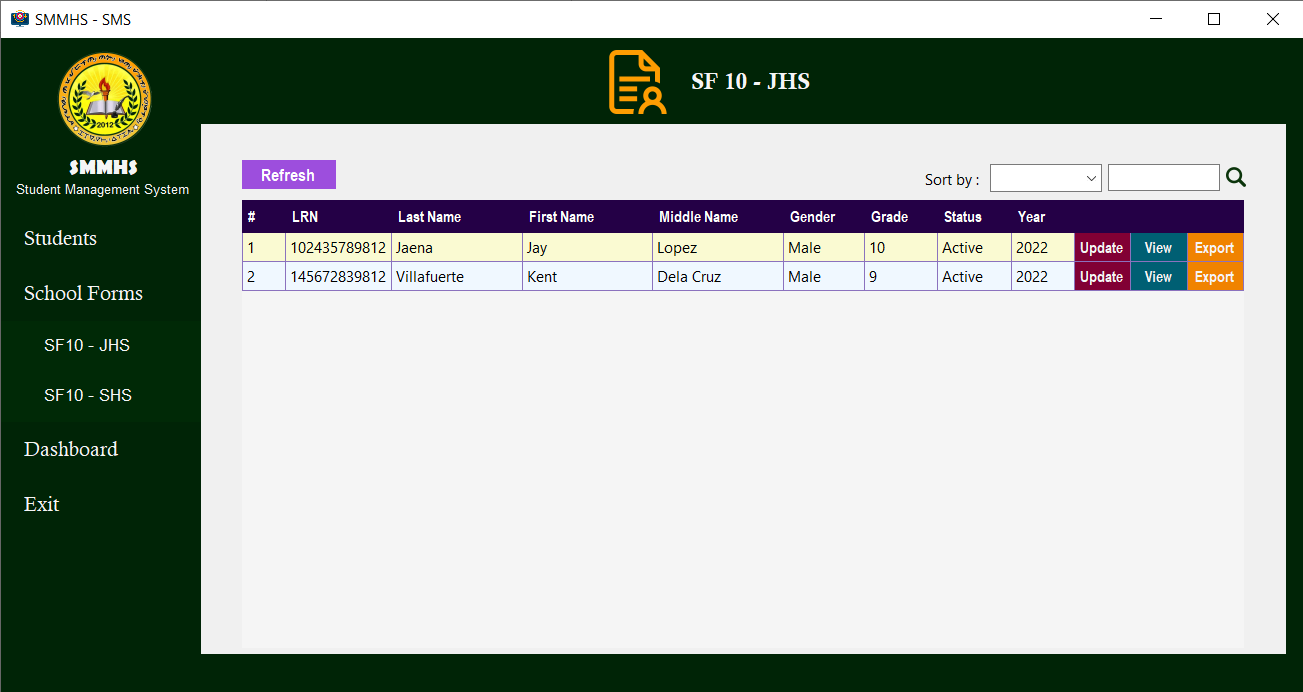 SMMHS - SMS
2012
SMMHS
Student Management System
Students
School Forms
SF10 - JHS
SF10 - SHS
Dashboard
Exit
SF 10 - JHS
Refresh
Sort by :
# LRN Last Name First Name Middle Name Gender Grade Status Year
1 102435789812 Jaena Jay Lopez Male 10 Active 2022 Update View Export
2 145672839812 Villafuerte Kent Dela Cruz Male 9 Active 2022 Update View Export